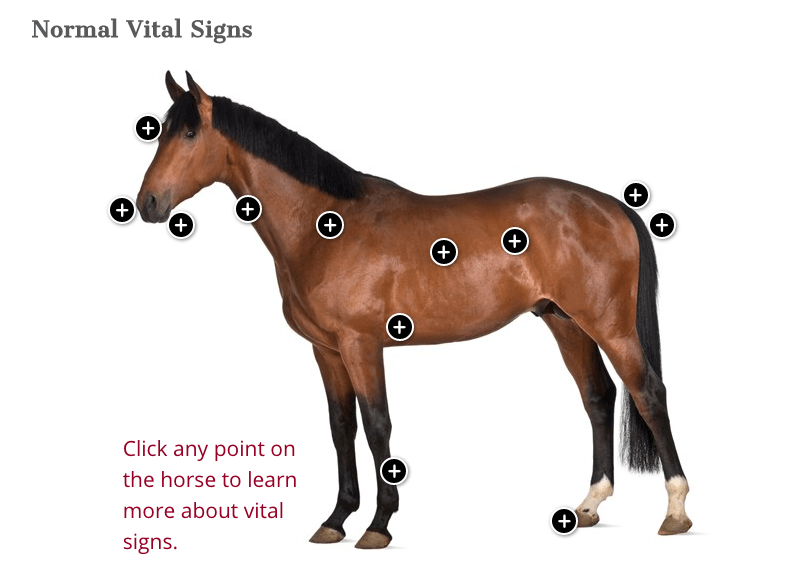 Normal Vital Signs
Click any point on
the horse to learn
more about vital
signs.